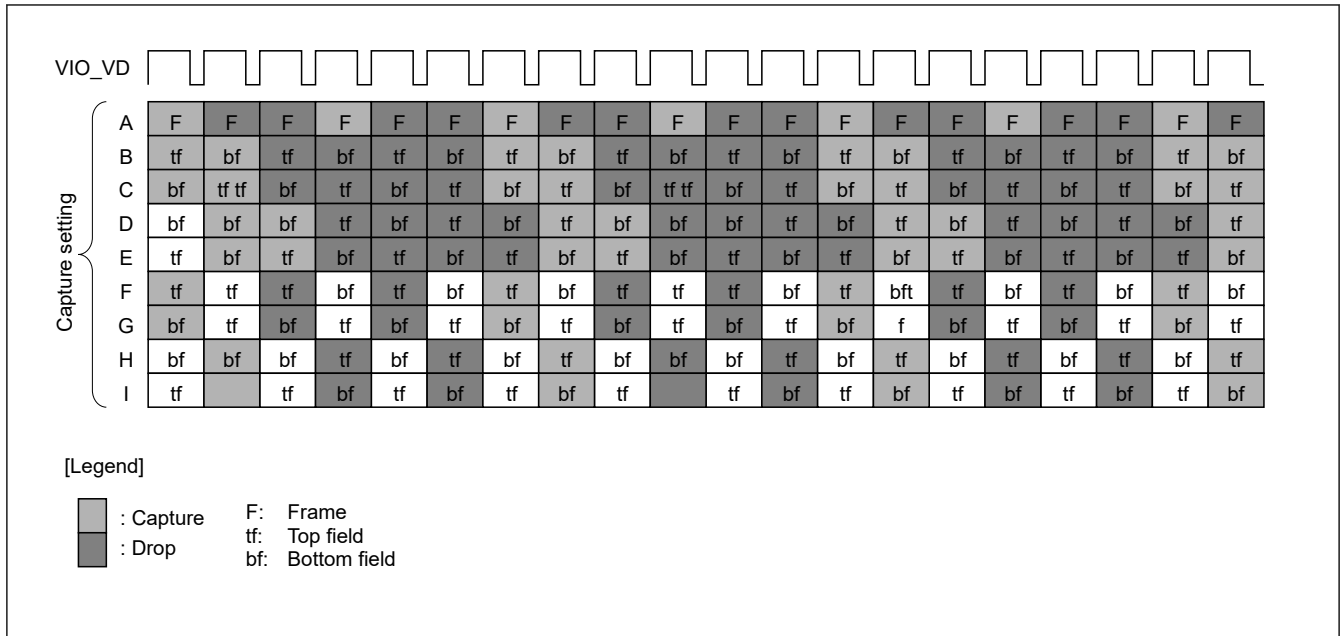 VIO_VD
Capture setting
A F F F F F F F F F F F F F F F F F F F F
B tf bf tf bf tf bf tf bf tf bf tf bf tf bf tf bf tf bf tf bf
C bf tf tf bf tf bf tf bf tf bf tf tf bf tf bf tf bf tf bf tf bf tf
D bf bf bf tf bf tf bf tf bf bf bf tf bf tf bf tf bf tf bf tf
E tf bf tf bf tf bf tf bf tf bf tf bf tf bf tf bf tf bf tf bf
F tf tf tf bf tf bf tf bf tf tf tf bf tf bft tf bf tf bf tf bf
G bf tf bf tf bf tf bf tf bf tf bf tf bf f bf tf bf tf bf tf
H bf bf bf tf bf tf bf tf bf bf bf tf bf tf bf tf bf tf bf tf
I tf tf bf tf bf tf bf tf tf bf tf bf tf bf tf bf tf bf
[Legend]
: Capture
: Drop
F: Frame
tf: Top field
bf: Bottom field